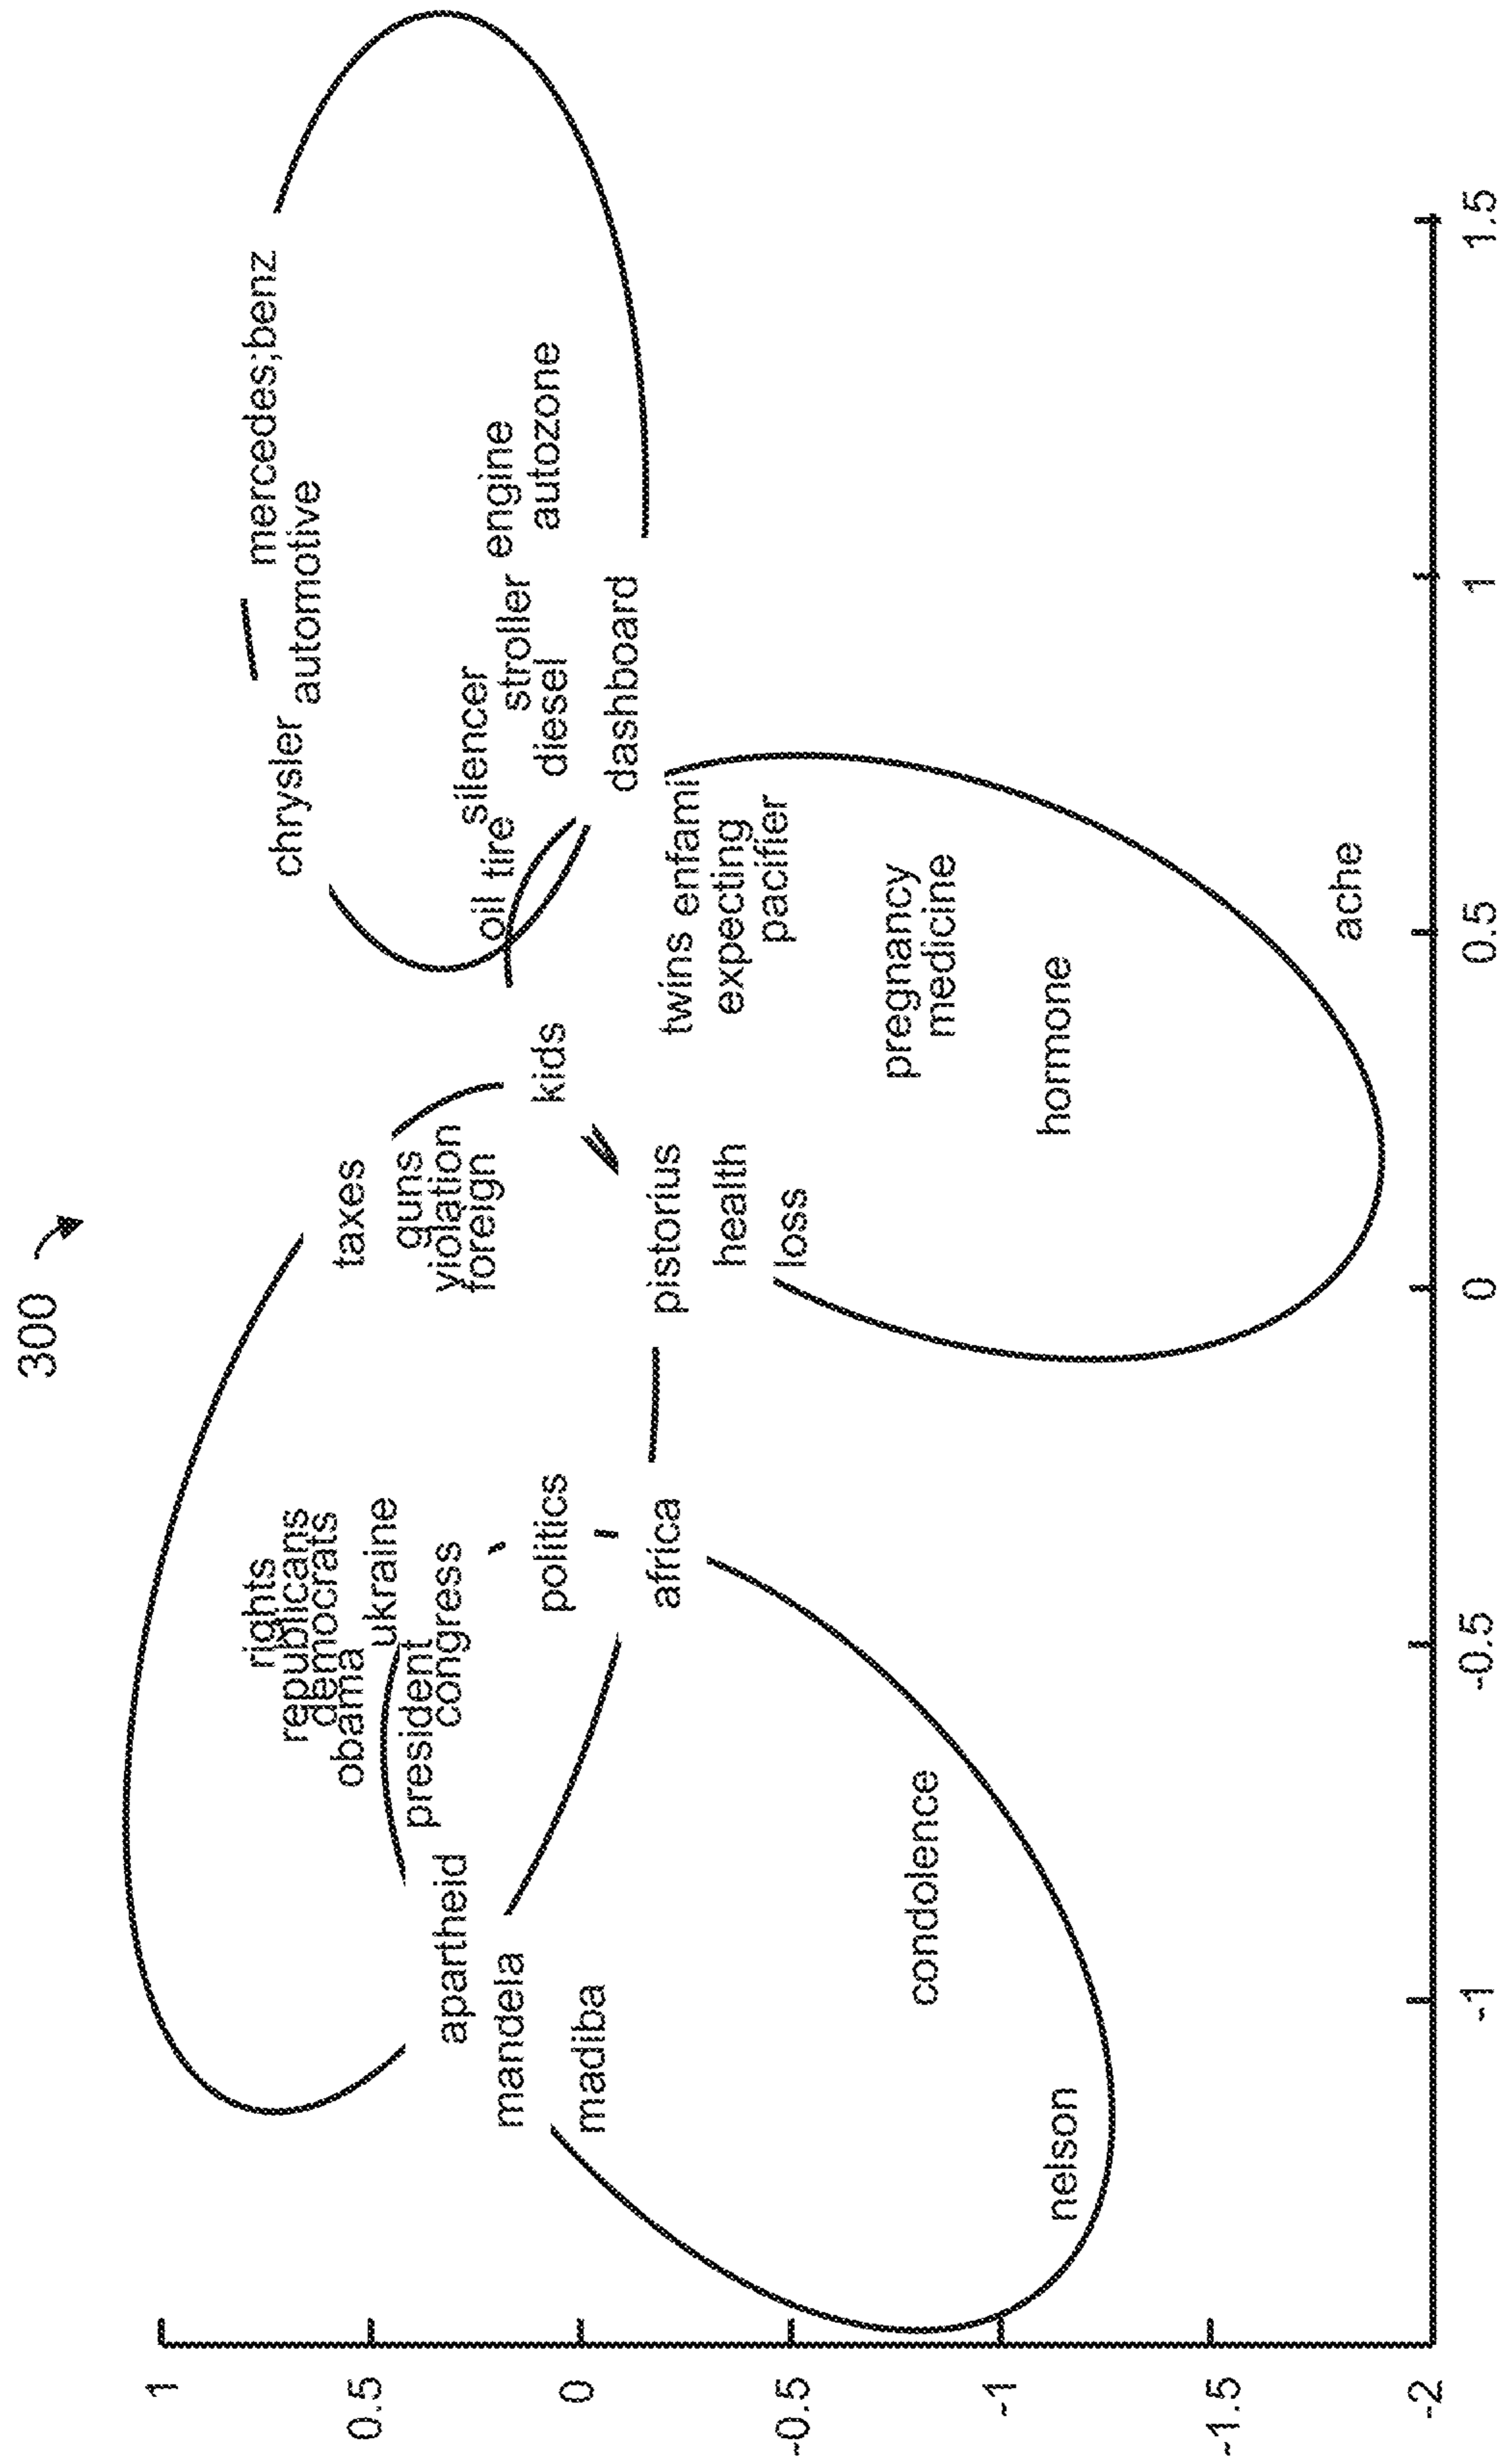 300
mercedes;benz
automotive
chrysler
engine
autozone
stroller
silencer
diesel
dashboard
tire
oil
kids
twins
enfamil
expecting
pacifier
pregnancy
medicine
hormone
ache
taxes
guns
violation
foreign
pistorius
health
loss
rights
republicans
democrats
obama
ukraine
president
congress
politics
africa
apartheid
mandela
madiba
condolence
nelson
1
0.5
0
-0.5
-1
-1.5
-2
-1
-0.5
0
0.5
1
1.5